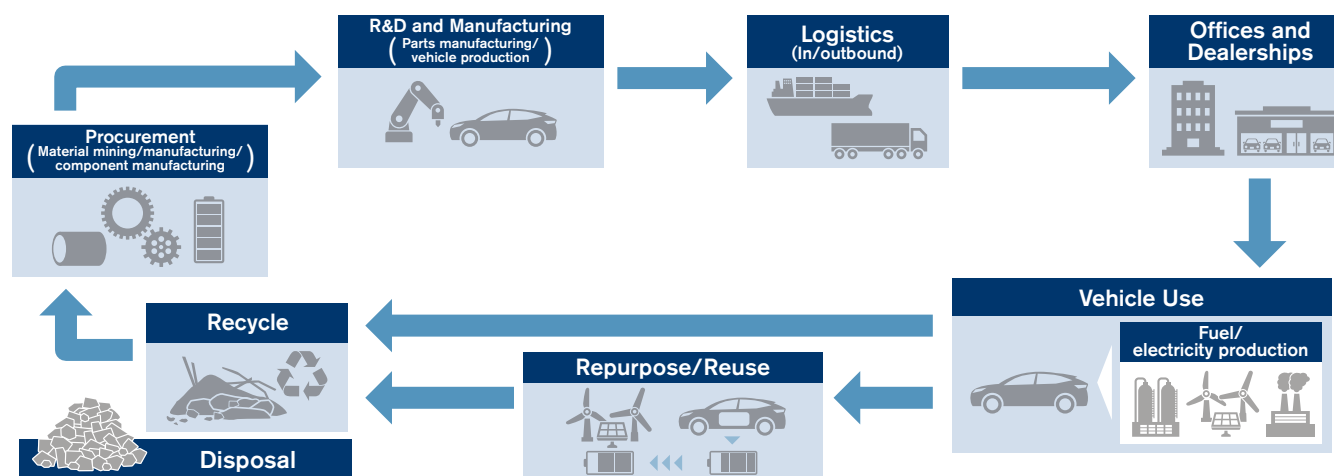 R&D and Manufacturing
(Parts manufacturing/
vehicle production)
Logistics
(In/outbound)
Offices and
Dealerships
Procurement
(Material mining/manufacturing/
component manufacturing)
Vehicle Use
Fuel/
electricity production
Recycle
Repurpose/Reuse
Disposal